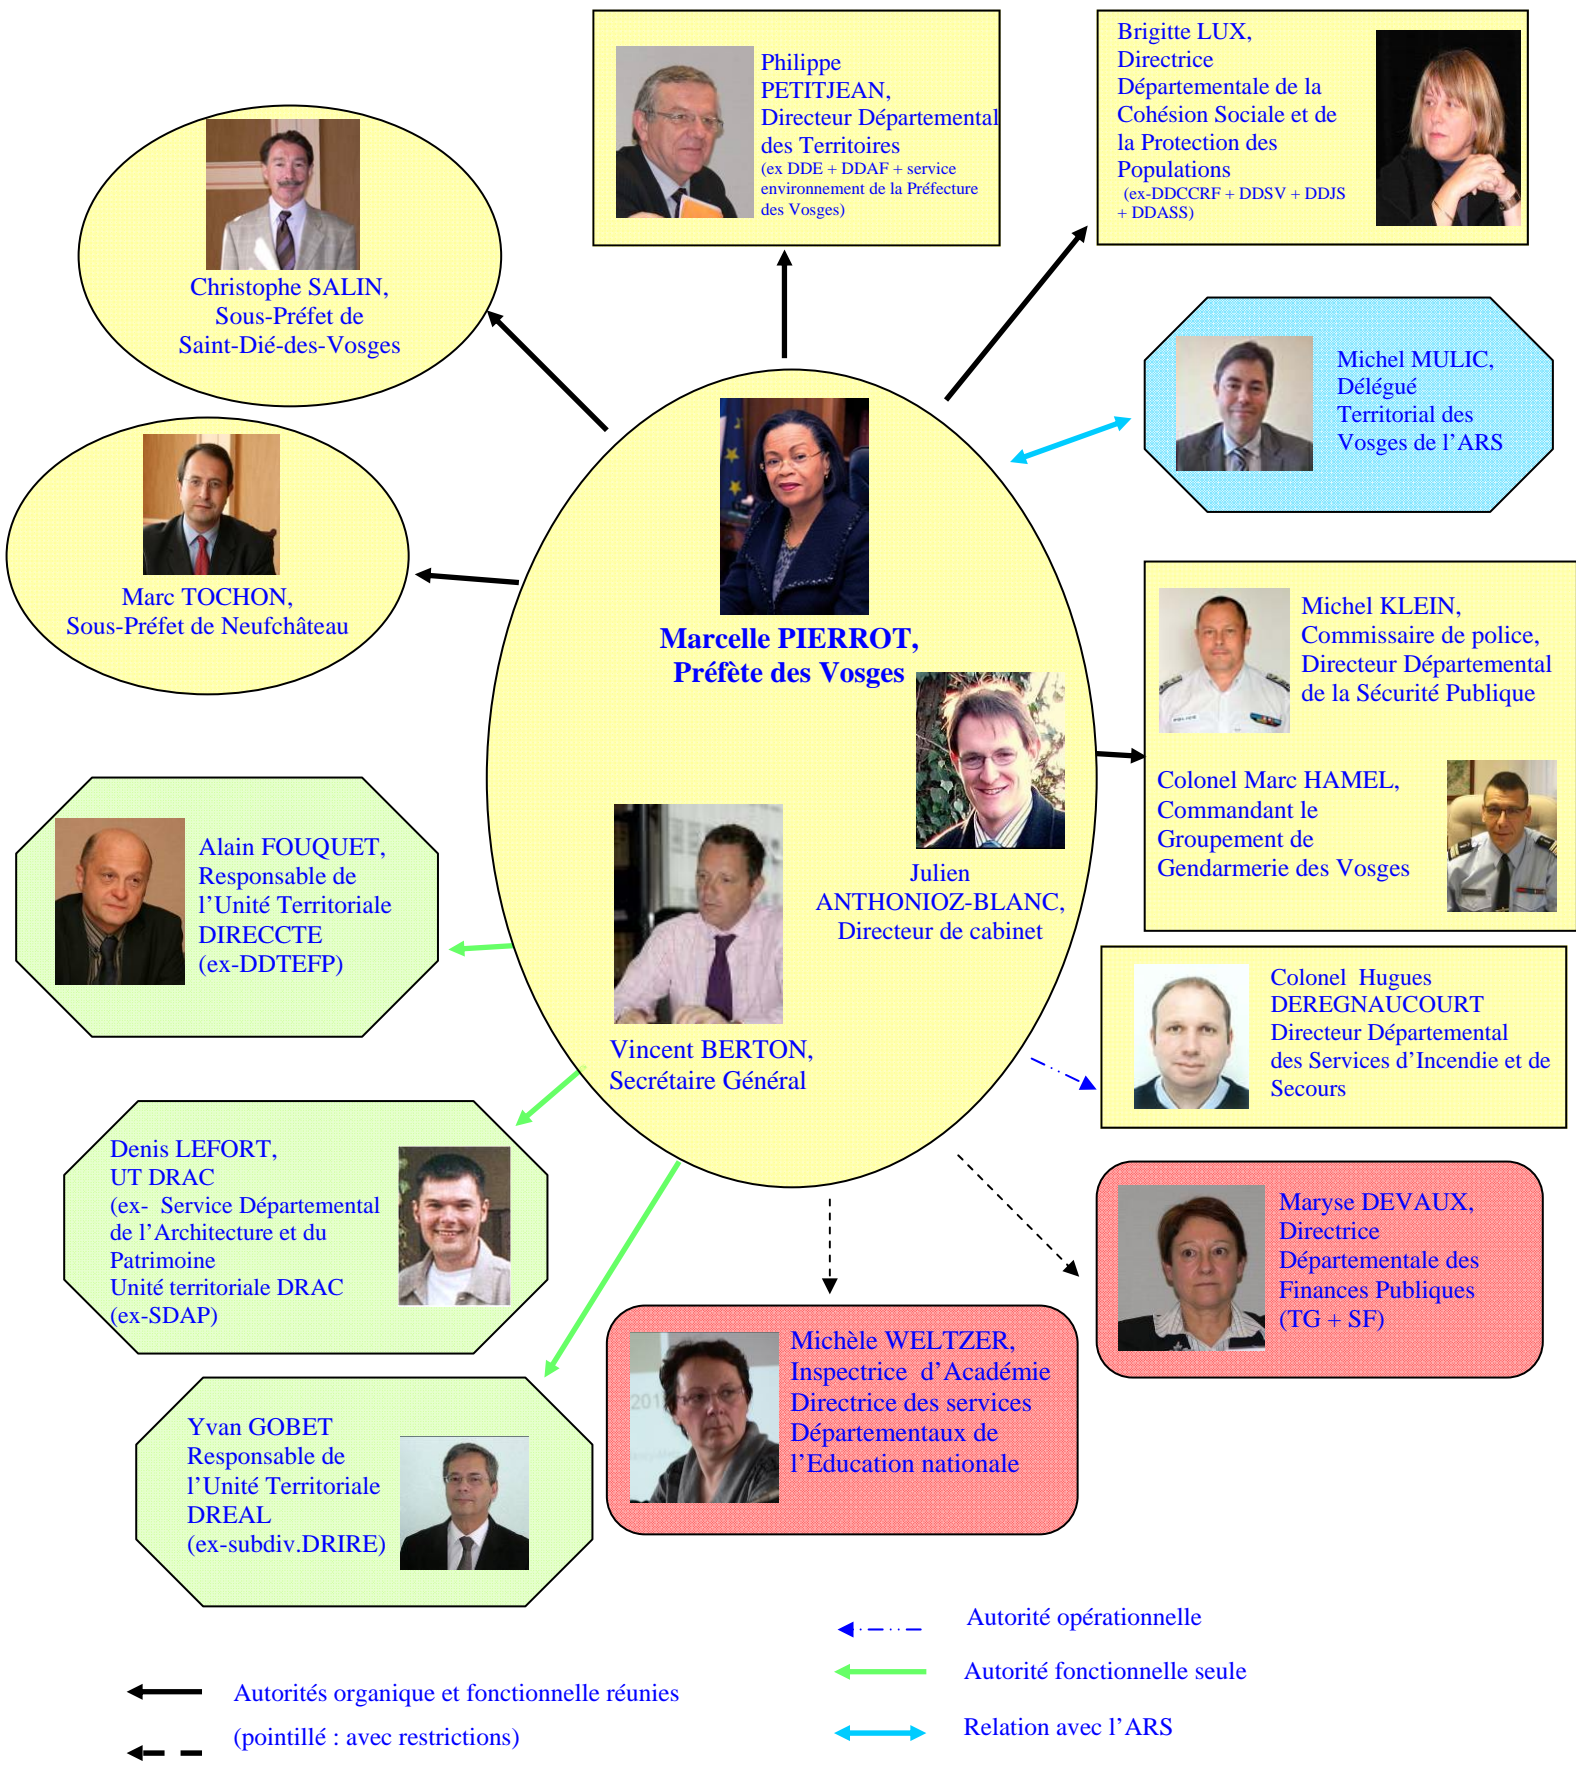 Philippe
PETITJEAN,
Directeur Départemental
des Territoires
(ex DDE + DDAF + service
environnement de la Préfecture
des Vosges)
Brigitte LUX,
Directrice
Départementale de la
Cohésion Sociale et de
la Protection des
Populations
(ex-DDCCRF + DDSV + DDJS
+ DDASS)
Christophe SALIN,
Sous-Préfet de
Saint-Dié-des-Vosges
Michel MULIC,
Délégué
Territorial des
Vosges de l’ARS
Marc TOCHON,
Sous-Préfet de Neufchâteau
Marcelle PIERROT,
Préfète des Vosges
Michel KLEIN,
Commissaire de police,
Directeur Départemental
de la Sécurité Publique
POLICE
Colonel Marc HAMEL,
Commandant le
Groupement de
Gendarmerie des Vosges
Julien
ANTHONIOZ-BLANC,
Directeur de cabinet
Alain FOUQUET,
Responsable de
l’Unité Territoriale
DIRECCTE
(ex-DDTEFP)
Vincent BERTON,
Secrétaire Général
Colonel  Hugues
DEREGNAUCOURT
Directeur Départemental
des Services d’Incendie et de
Secours
Denis LEFORT,
UT DRAC
(ex-  Service Départemental
de l’Architecture et du
Patrimoine
Unité territoriale DRAC
(ex-SDAP)
Maryse DEVAUX,
Directrice
Départementale des
Finances Publiques
(TG + SF)
Michèle WELTZER,
Inspectrice  d’Académie
Directrice des services
Départementaux de
l’Education nationale
201
Yvan GOBET
Responsable de
l’Unité Territoriale
DREAL
(ex-subdiv.DRIRE)
Autorité opérationnelle
Autorité fonctionnelle seule
Autorités organique et fonctionnelle réunies
(pointillé : avec restrictions)
Relation avec l’ARS